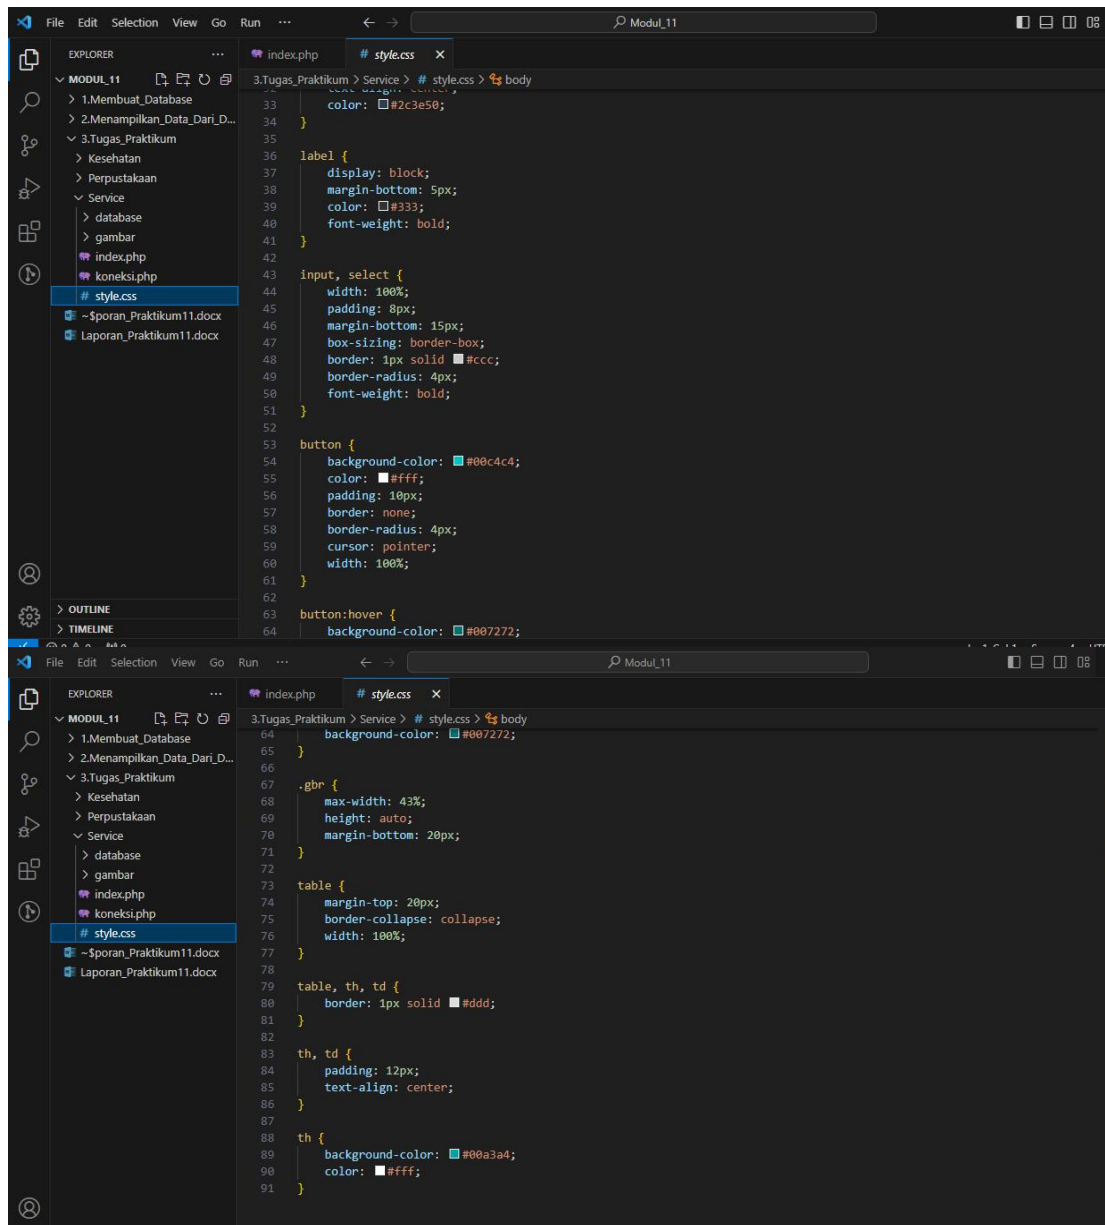 File Edit Selection View Go Run ··· ← → Modul_11
EXPLORER ···
MODUL_11
> 1.Membuat_Database
> 2.Menampilkan_Data_Dari_D...
3.Tugas_Praktikum
> Kesehatan
> Perpustakaan
Service
> database
> gambar
index.php
koneksi.php
# style.css
~$poran_Praktikum11.docx
Laporan_Praktikum11.docx
> OUTLINE
> TIMELINE
index.php # style.css ×
3.Tugas_Praktikum > Service > # style.css > body
text-align: center;
33 color: #2c3e50;
34 }
35
36 label {
37 display: block;
38 margin-bottom: 5px;
39 color: #333;
40 font-weight: bold;
41 }
42
43 input, select {
44 width: 100%;
45 padding: 8px;
46 margin-bottom: 15px;
47 box-sizing: border-box;
48 border: 1px solid #ccc;
49 border-radius: 4px;
50 font-weight: bold;
51 }
52
53 button {
54 background-color: #00c4c4;
55 color: #fff;
56 padding: 10px;
57 border: none;
58 border-radius: 4px;
59 cursor: pointer;
60 width: 100%;
61 }
62
63 button:hover {
64 background-color: #007272;
File Edit Selection View Go Run ··· ← → Modul_11
EXPLORER ···
MODUL_11
> 1.Membuat_Database
> 2.Menampilkan_Data_Dari_D...
3.Tugas_Praktikum
> Kesehatan
> Perpustakaan
Service
> database
> gambar
index.php
koneksi.php
# style.css
~$poran_Praktikum11.docx
Laporan_Praktikum11.docx
index.php # style.css ×
3.Tugas_Praktikum > Service > # style.css > body
64 background-color: #007272;
65 }
66
67 .gbr {
68 max-width: 43%;
69 height: auto;
70 margin-bottom: 20px;
71 }
72
73 table {
74 margin-top: 20px;
75 border-collapse: collapse;
76 width: 100%;
77 }
78
79 table, th, td {
80 border: 1px solid #ddd;
81 }
82
83 th, td {
84 padding: 12px;
85 text-align: center;
86 }
87
88 th {
89 background-color: #00a3a4;
90 color: #fff;
91 }